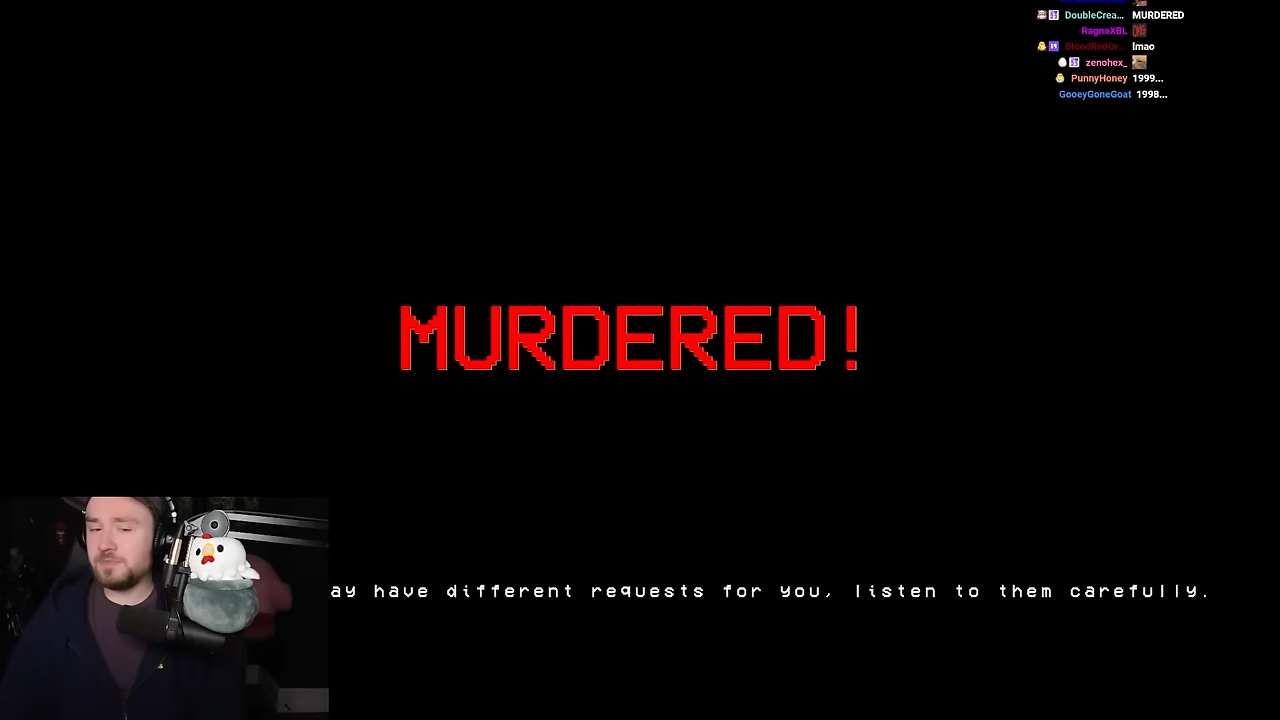 DoubleCrea... MURDERED
RagnaXBL
BloodRedDr... lmao
zenohex_
PunnyHoney 1999...
GooeyGoneGoat 1998...
MURDERED!
ay have different requests for you, listen to them carefully.